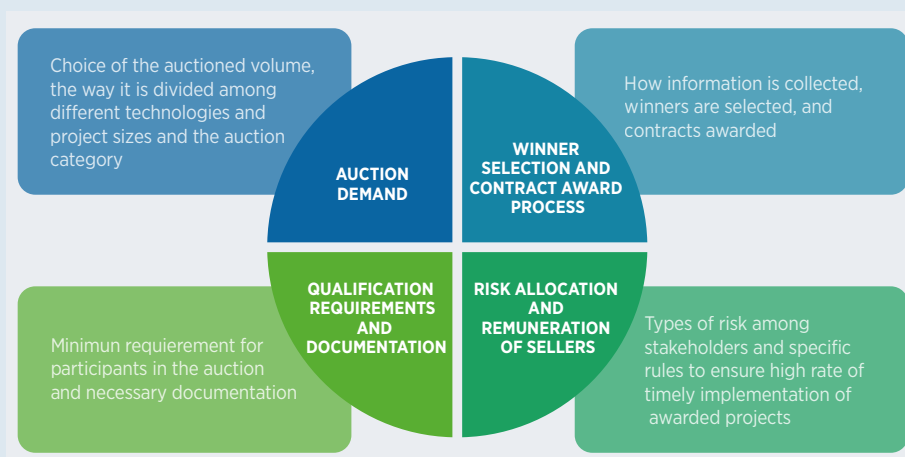 Choice of the auctioned volume,
the way it is divided among
different technologies and
project sizes and the auction
category
AUCTION
DEMAND
WINNER
SELECTION AND
CONTRACT AWARD
PROCESS
How information is collected,
winners are selected, and
contracts awarded
Minimun requierement for
participants in the auction
and necessary documentation
QUALIFICATION
REQUIREMENTS
AND
DOCUMENTATION
RISK ALLOCATION
AND
REMUNERATION
OF SELLERS
Types of risk among
stakeholders and specific
rules to ensure high rate of
timely implementation of
awarded projects